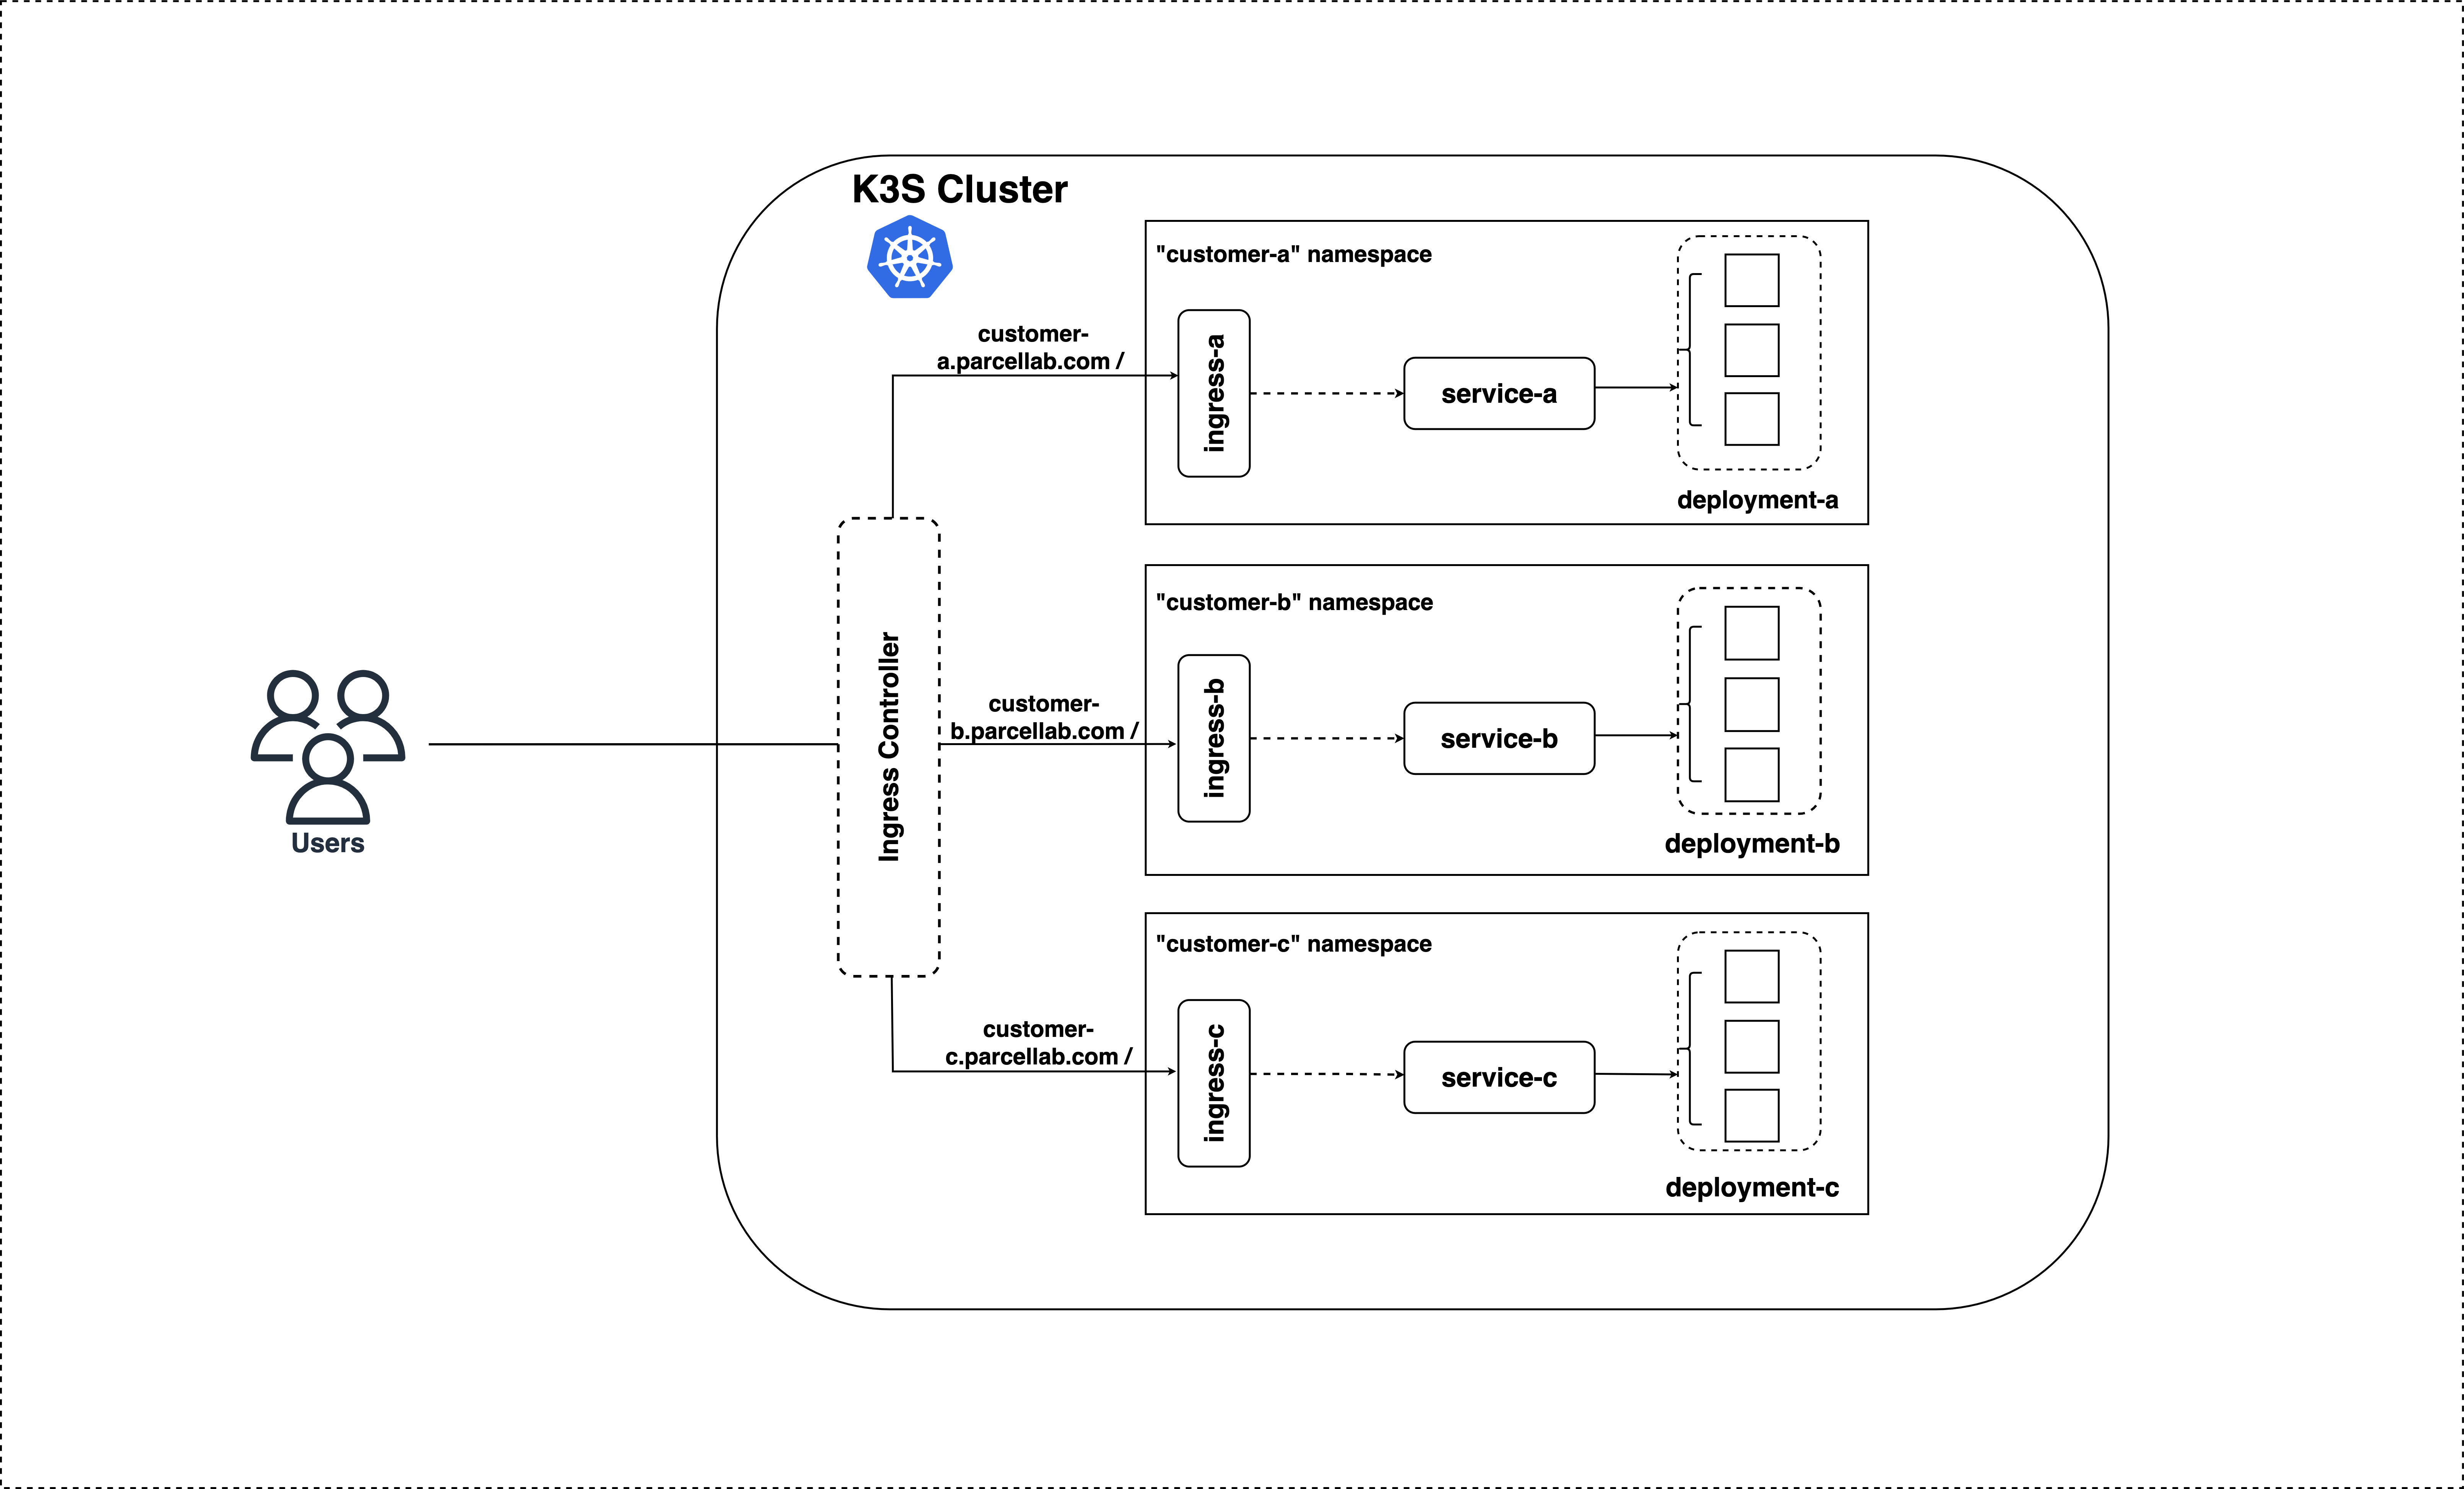 K3S Cluster
"customer-a" namespace
customer-
a.parcellab.com /
ingress-a
service-a
deployment-a
Ingress Controller
"customer-b" namespace
customer-
b.parcellab.com /
ingress-b
service-b
deployment-b
Users
"customer-c" namespace
customer-
c.parcellab.com /
ingress-c
service-c
deployment-c